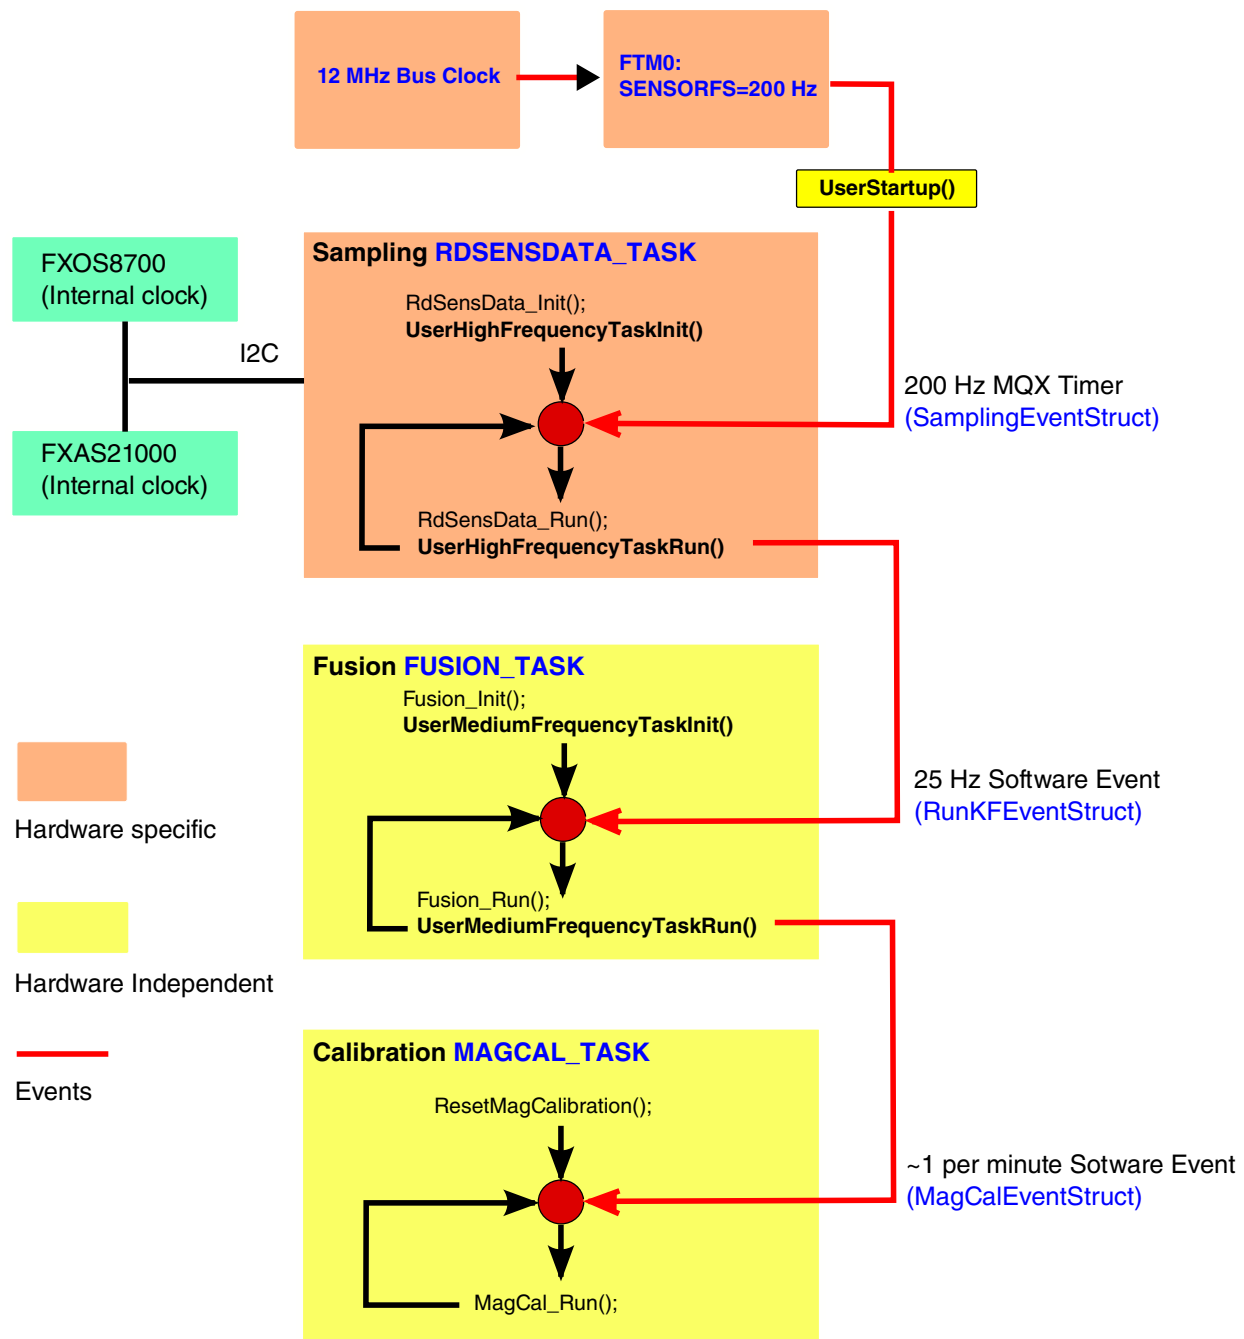 12 MHz Bus Clock
FTM0:
SENSORFS=200 Hz
UserStartup()
FXOS8700
(Internal clock)
I2C
FXAS21000
(Internal clock)
Sampling RDSENSDATA_TASK
RdSensData_Init();
UserHighFrequencyTaskInit()
200 Hz MQX Timer
(SamplingEventStruct)
RdSensData_Run();
UserHighFrequencyTaskRun()
Fusion FUSION_TASK
Fusion_Init();
UserMediumFrequencyTaskInit()
25 Hz Software Event
(RunKFEventStruct)
Fusion_Run();
UserMediumFrequencyTaskRun()
Hardware specific
Hardware Independent
Events
Calibration MAGCAL_TASK
ResetMagCalibration();
~1 per minute Sotware Event
(MagCalEventStruct)
MagCal_Run();